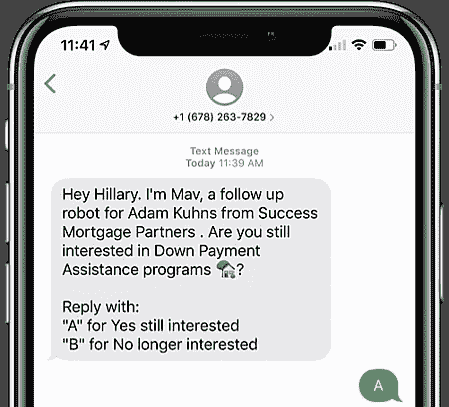 11:41
+1 (678) 263-7829 >
Text Message
Today 11:39 AM
Hey Hillary. I'm Mav, a follow up
robot for Adam Kuhns from Success
Mortgage Partners . Are you still
interested in Down Payment
Assistance programs 🏡?
Reply with:
"A" for Yes still interested
"B" for No longer interested
A